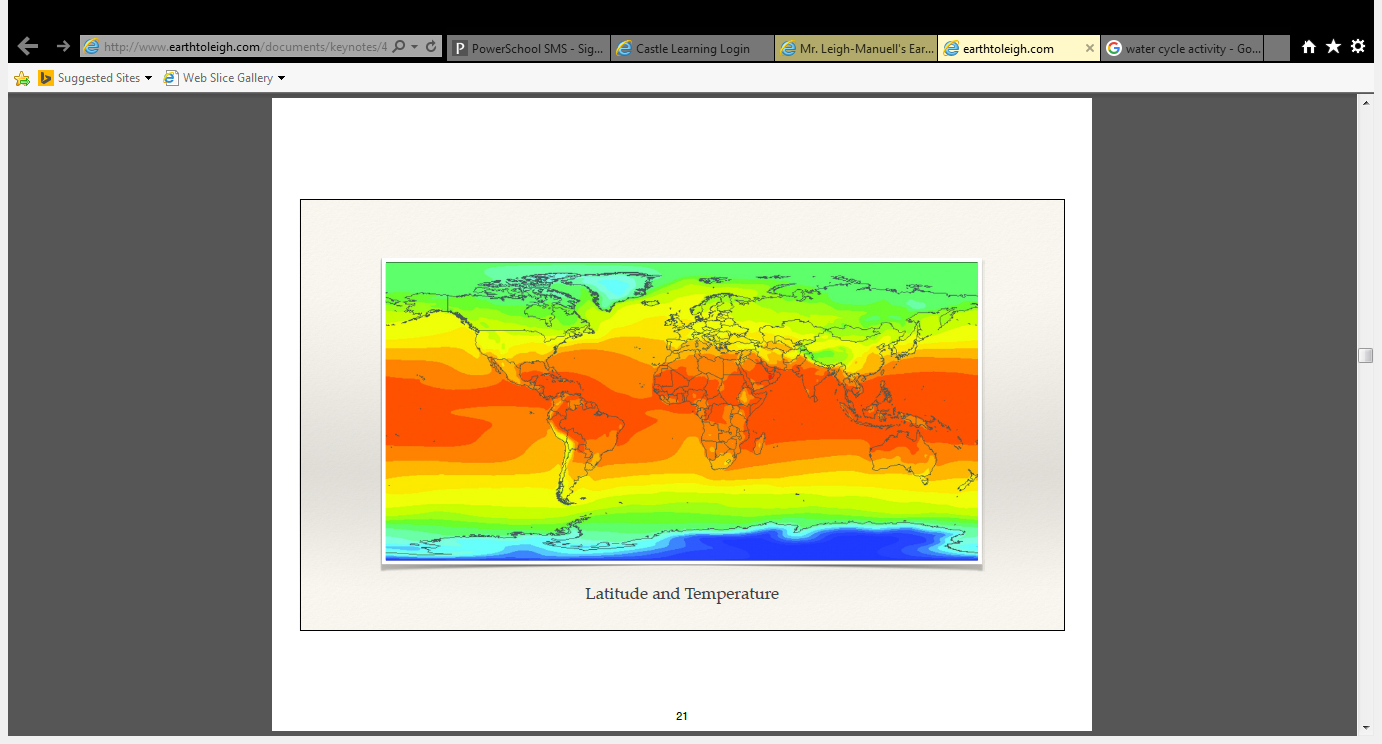 http://www.earthtoleigh.com/documents/keynotes/4
P PowerSchool SMS - Sig...
Castle Learning Login
Mr. Leigh-Manuell's Ear...
earthtoleigh.com
G water cycle activity - Go...
b Suggested Sites
Web Slice Gallery
Latitude and Temperature
21